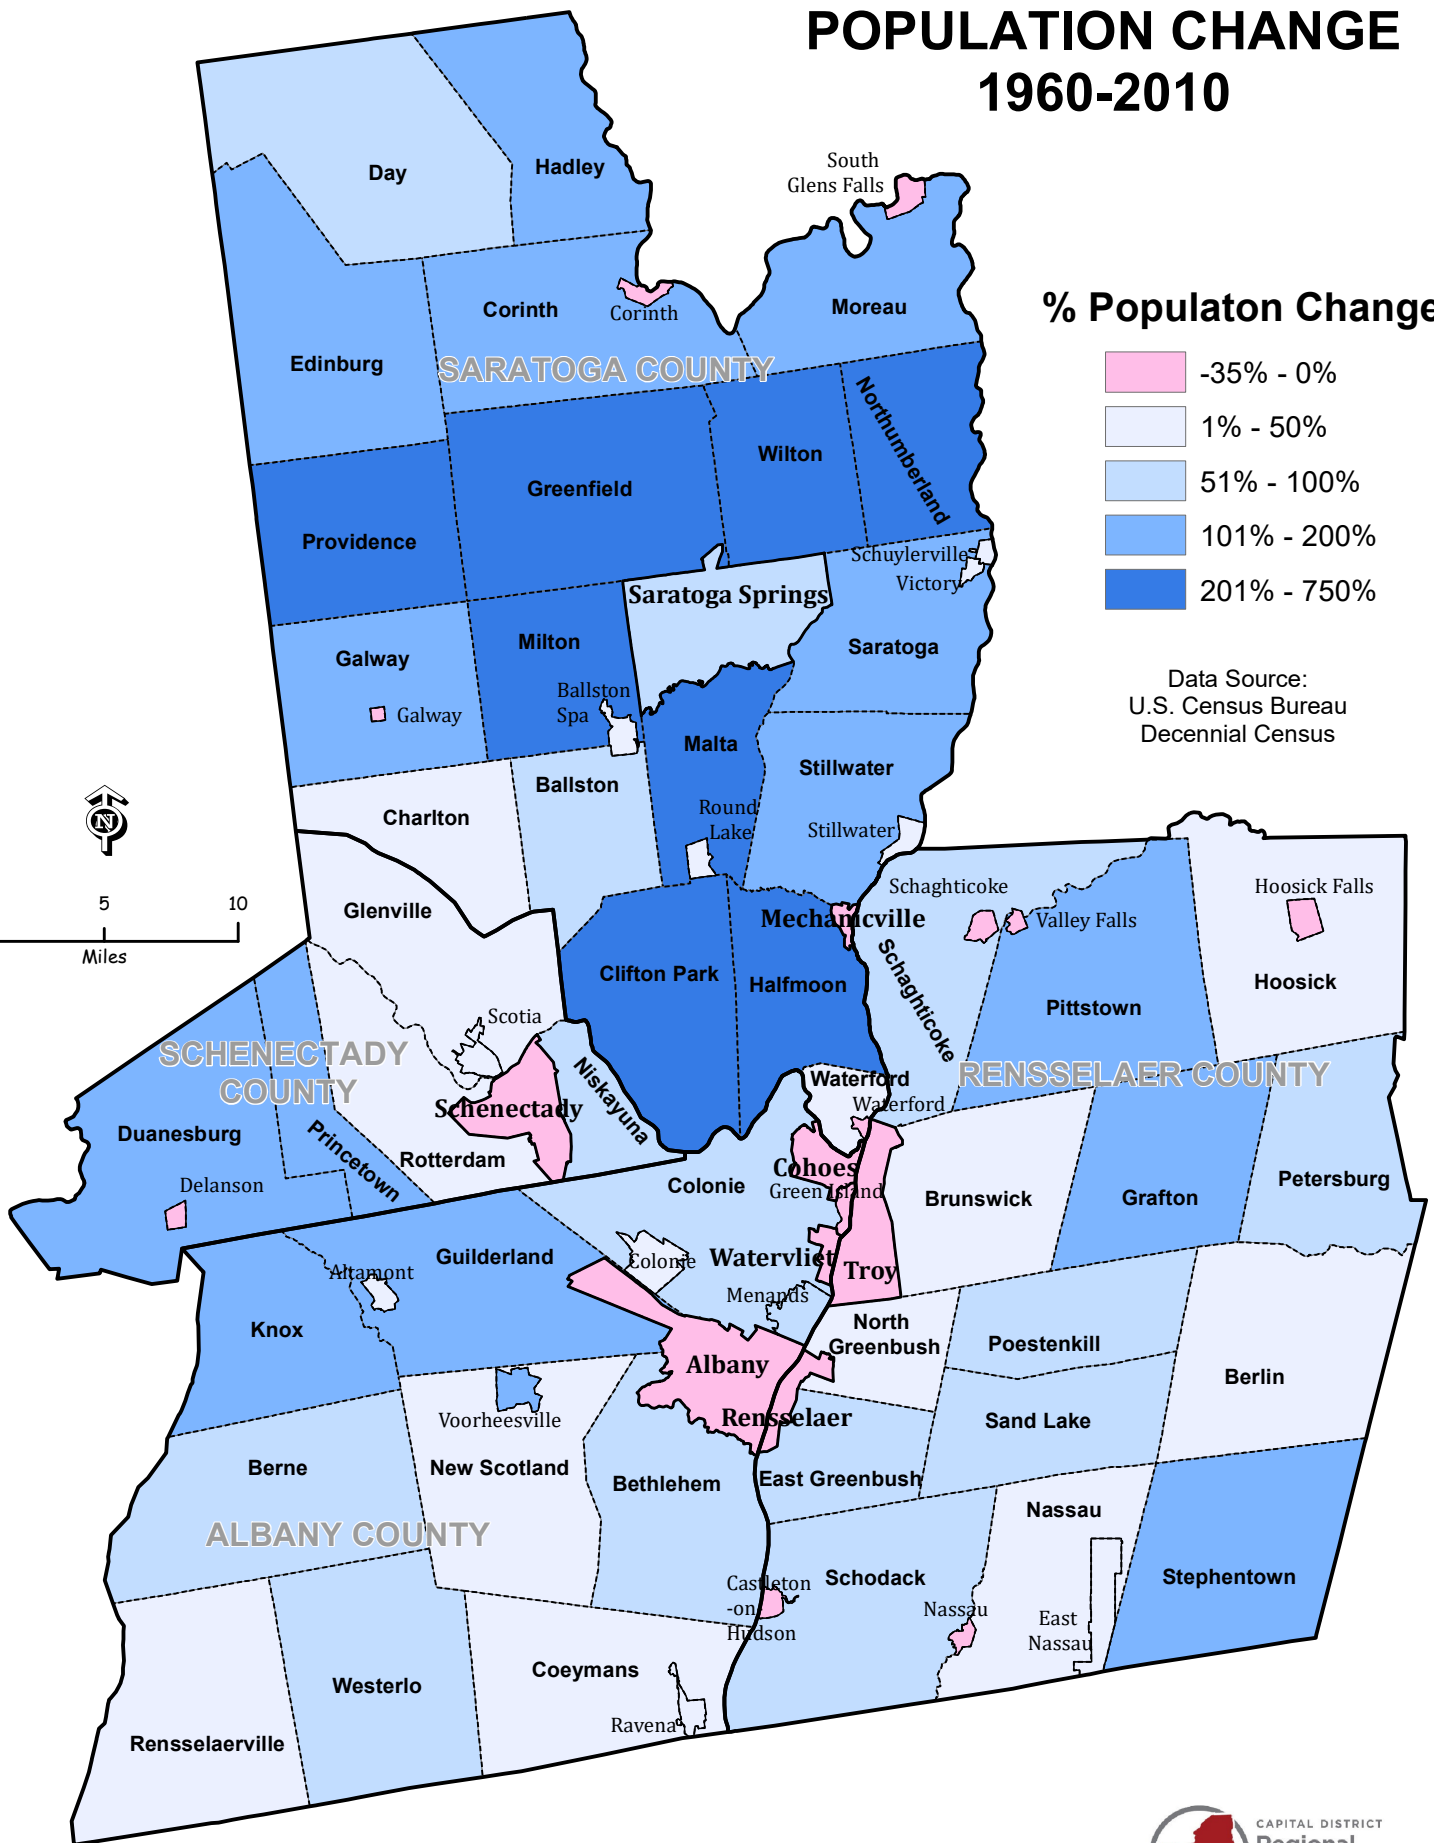 POPULATION CHANGE
1960-2010
South
Glens Falls
Day
Hadley
Corinth
Corinth
Moreau
Edinburg
SARATOGA COUNTY
% Populaton Change
-35% - 0%
1% - 50%
51% - 100%
101% - 200%
201% - 750%
Northumberland
Wilton
Greenfield
Providence
Schuylerville
Victory
Saratoga Springs
Milton
Saratoga
Galway
Galway
Ballston
Spa
Data Source:
U.S. Census Bureau
Decennial Census
Malta
Stillwater
Ballston
Charlton
Round
Lake
Stillwater
N
5
10
Miles
Glenville
Schaghticoke
Hoosick Falls
Mechanicville
Valley Falls
Clifton Park
Halfmoon
Schaghticoke
Hoosick
Pittstown
Scotia
SCHENECTADY
COUNTY
RENSSELAER COUNTY
Niskayuna
Waterford
Waterford
Schenectady
Duanesburg
Princetown
Rotterdam
Cohoes
Delanson
Colonie
Green Island
Brunswick
Grafton
Petersburg
Guilderland
Colonie
Watervliet
Troy
Altamont
Menands
Knox
North
Greenbush
Poestenkill
Albany
Berlin
Voorheesville
Rensselaer
Sand Lake
Berne
New Scotland
Bethlehem
East Greenbush
Nassau
ALBANY COUNTY
Castleton
-on-
Hudson
Schodack
Stephentown
Nassau
East
Nassau
Coeymans
Westerlo
Ravena
Rensselaerville
CAPITAL DISTRICT
Regional